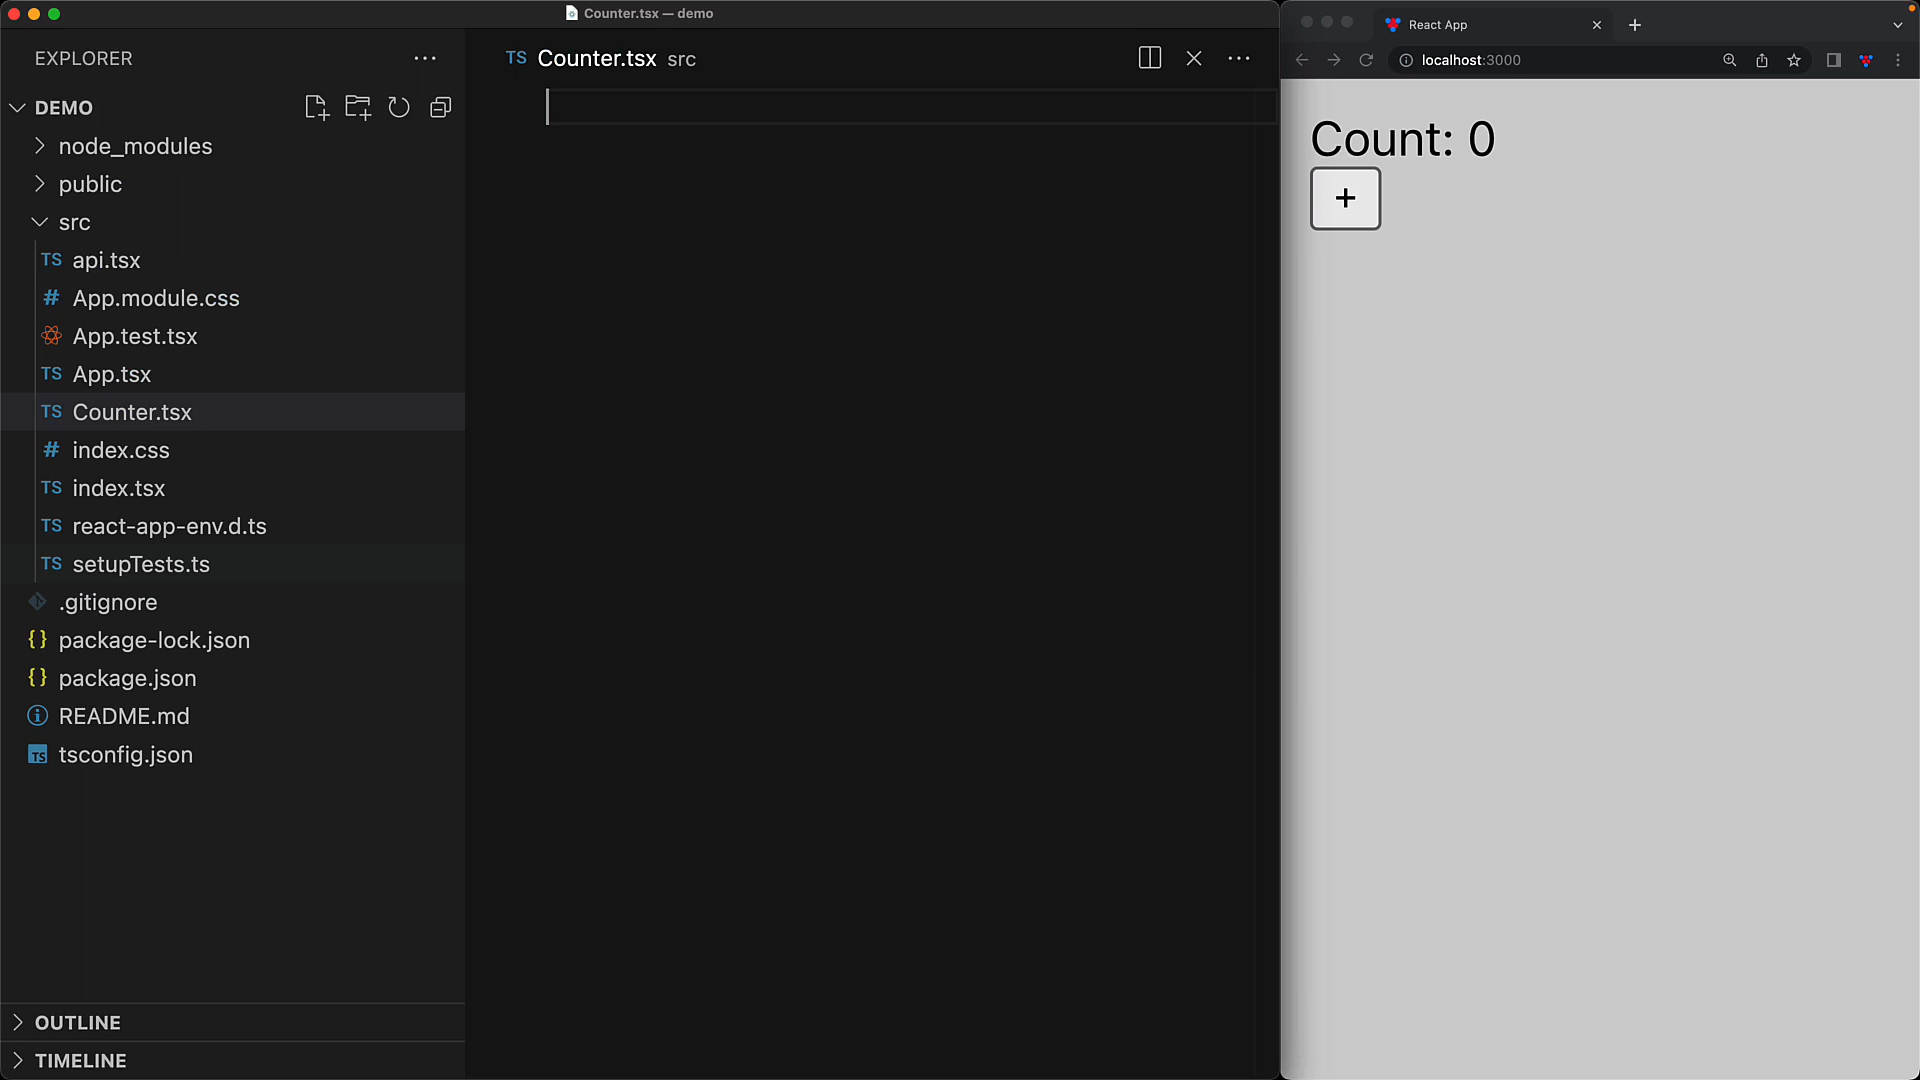 Counter.tsx — demo
EXPLORER
DEMO
node_modules
public
src
TS api.tsx
# App.module.css
App.test.tsx
TS App.tsx
TS Counter.tsx
# index.css
TS index.tsx
TS react-app-env.d.ts
TS setupTests.ts
.gitignore
{} package-lock.json
{} package.json
README.md
TS tsconfig.json
OUTLINE
TIMELINE
TS Counter.tsx src
React App
localhost:3000
Count: 0
+